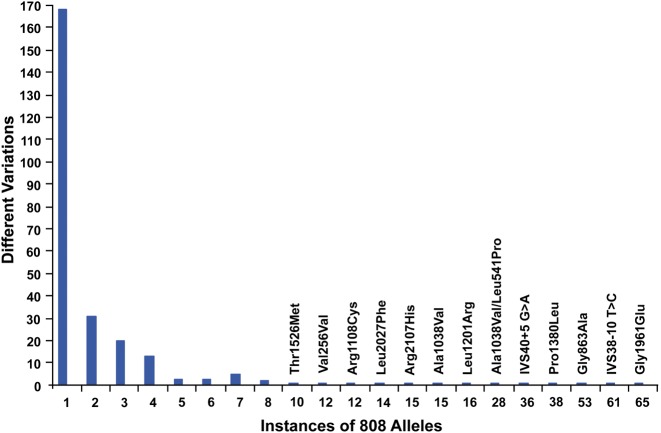 170
160
150
140
130
120
110
100
90
80
70
60
50
40
30
20
10
0
Different Variations
Thr1526Met
Val256Val
Arg1108Cys
Leu2027Phe
Arg2107His
Ala1038Val
Leu1201Arg
Ala1038Val/Leu541Pro
IVS40+5 G>A
Pro1380Leu
Gly863Ala
IVS38-10 T>C
Gly1961Glu
1 2 3 4 5 6 7 8 10 12 12 14 15 15 16 28 36 38 53 61 65
Instances of 808 Alleles